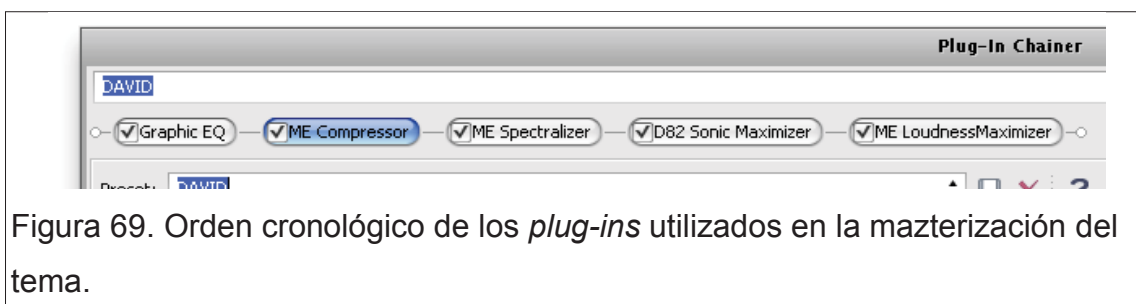 Plug-In Chainer
DAVID
Graphic EQ ME Compressor ME Spectralizer D82 Sonic Maximizer ME LoudnessMaximizer
Preset: DAVID ?
Figura 69. Orden cronológico de los plug-ins utilizados en la mazterización del
tema.